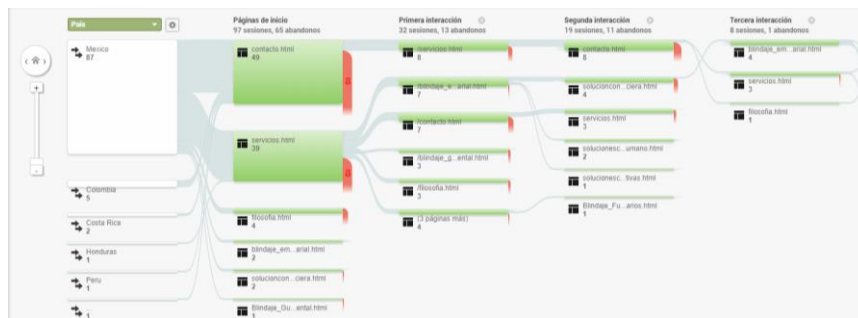 País
México
87
Colombia
5
Costa Rica
2
Honduras
1
Peru
1
1
Páginas de inicio
97 sesiones, 65 abandonos
contacto.html
49
servicios.html
39
filosofia.html
4
blindaje_em...arial.html
2
solucioncon...ciera.html
2
Blindaje_Gu...ental.html
1
Primera interacción
32 sesiones, 13 abandonos
/servicios.html
8
/blindaje_e...arial.html
7
/contacto.html
7
/blindaje_g...ental.html
3
/filosofia.html
3
(3 páginas más)
4
Segunda interacción
19 sesiones, 11 abandonos
contacto.html
8
solucioncon...ciera.html
4
servicios.html
3
solucionesc...umano.html
2
solucionesc...tivas.html
1
Blindaje_Fu...arios.html
1
Tercera interacción
8 sesiones, 1 abandonos
blindaje_em...arial.html
4
servicios.html
3
filosofia.html
1